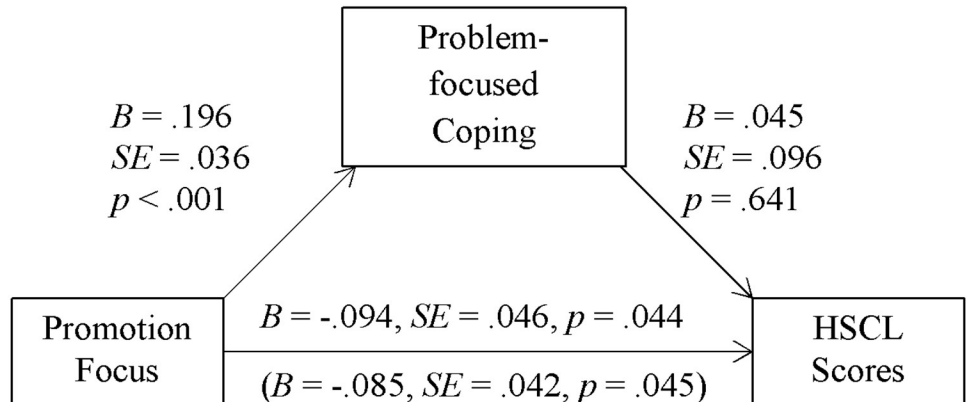 Problem-
focused
Coping
B = .196
SE = .036
p < .001
B = .045
SE = .096
p = .641
Promotion
Focus
B = -.094, SE = .046, p = .044
(B = -.085, SE = .042, p = .045)
HSCL
Scores